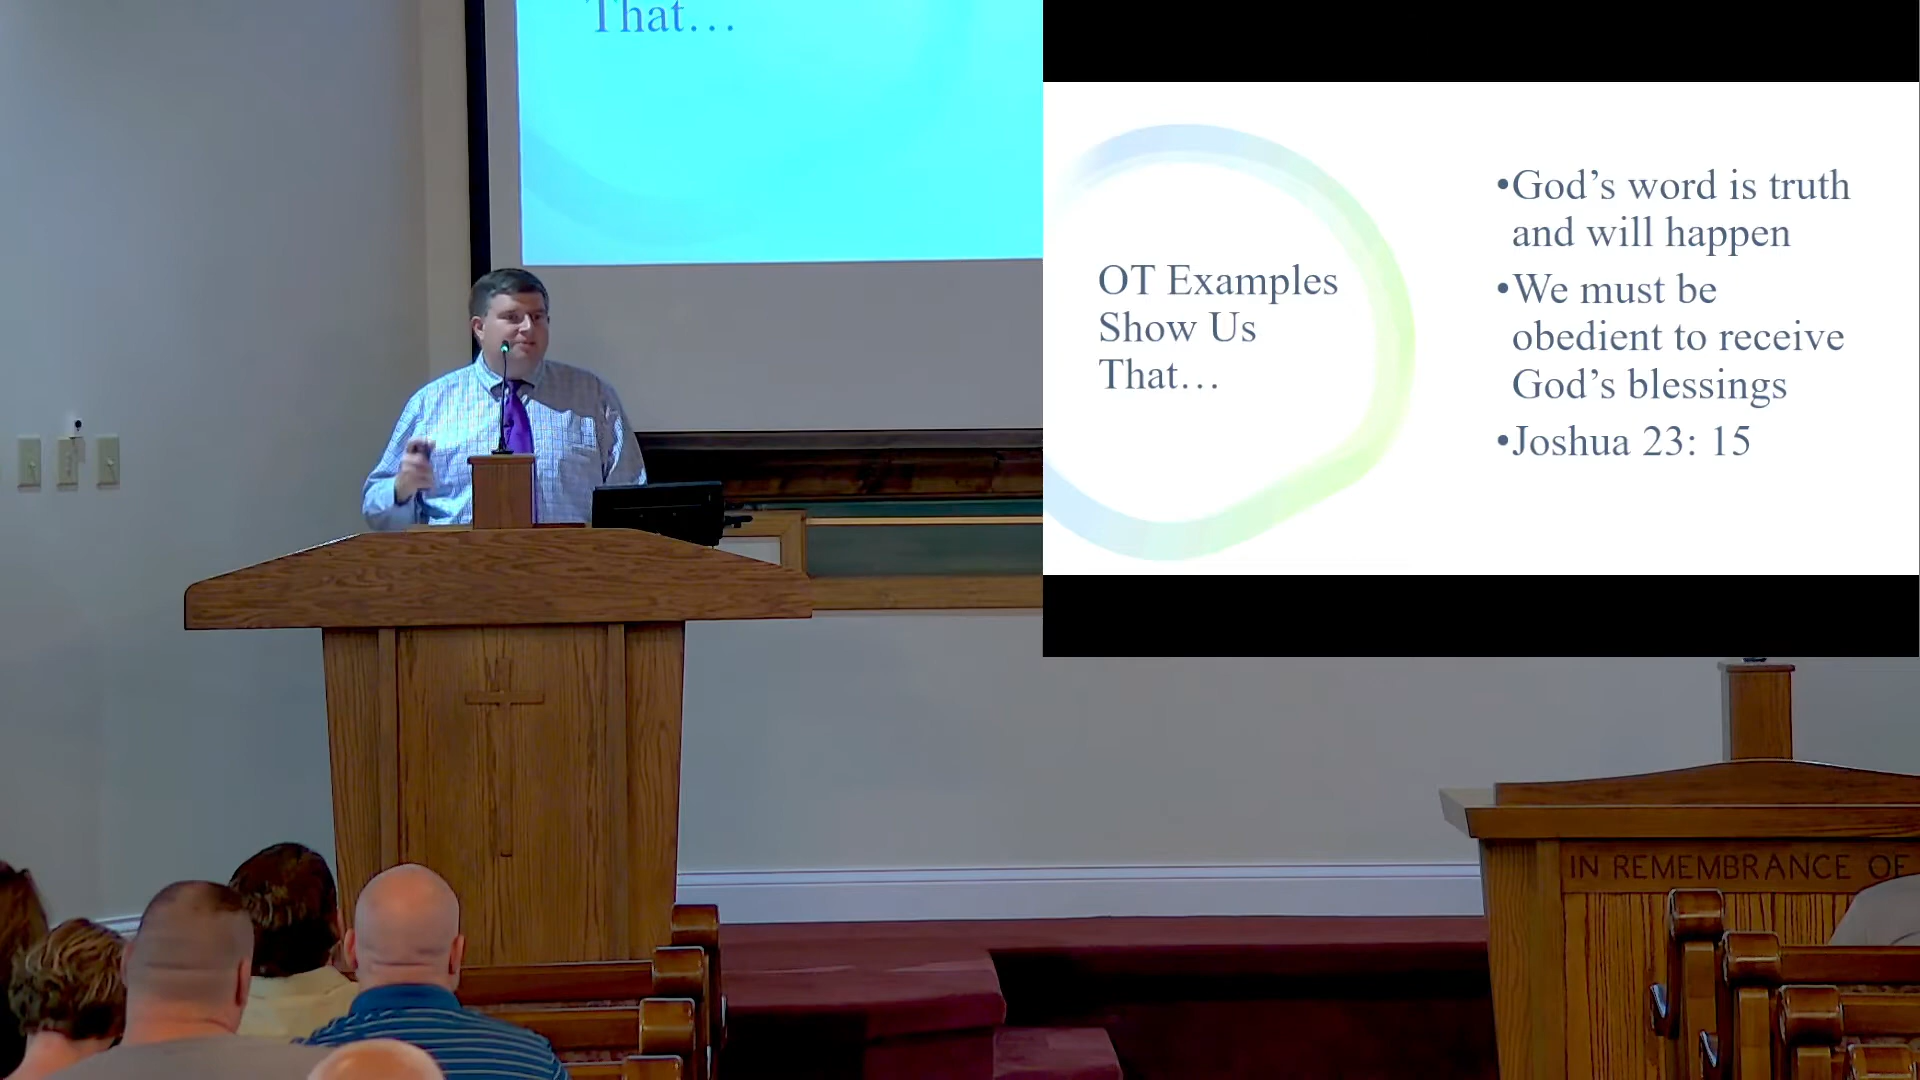 That…
OT Examples
Show Us
That…
•God’s word is truth
and will happen
•We must be
obedient to receive
God’s blessings
•Joshua 23: 15
IN REMEMBRANCE OF